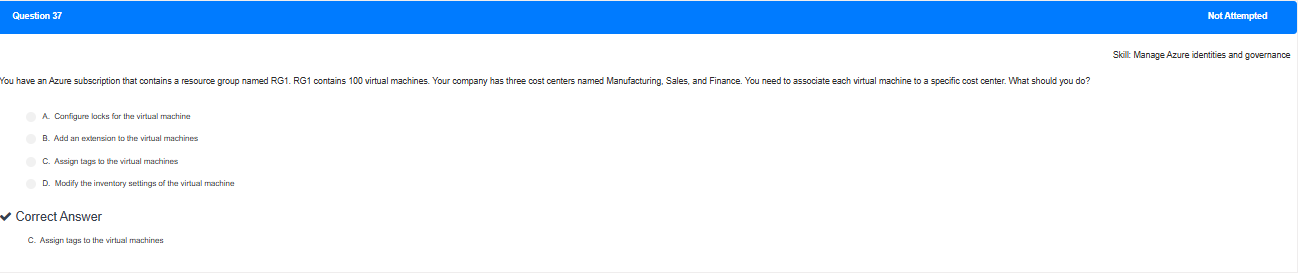 Question 37
Not Attempted
Skill: Manage Azure identities and governance
You have an Azure subscription that contains a resource group named RG1. RG1 contains 100 virtual machines. Your company has three cost centers named Manufacturing, Sales, and Finance. You need to associate each virtual machine to a specific cost center. What should you do?
A. Configure locks for the virtual machine
B. Add an extension to the virtual machines
C. Assign tags to the virtual machines
D. Modify the inventory settings of the virtual machine
Correct Answer
C. Assign tags to the virtual machines